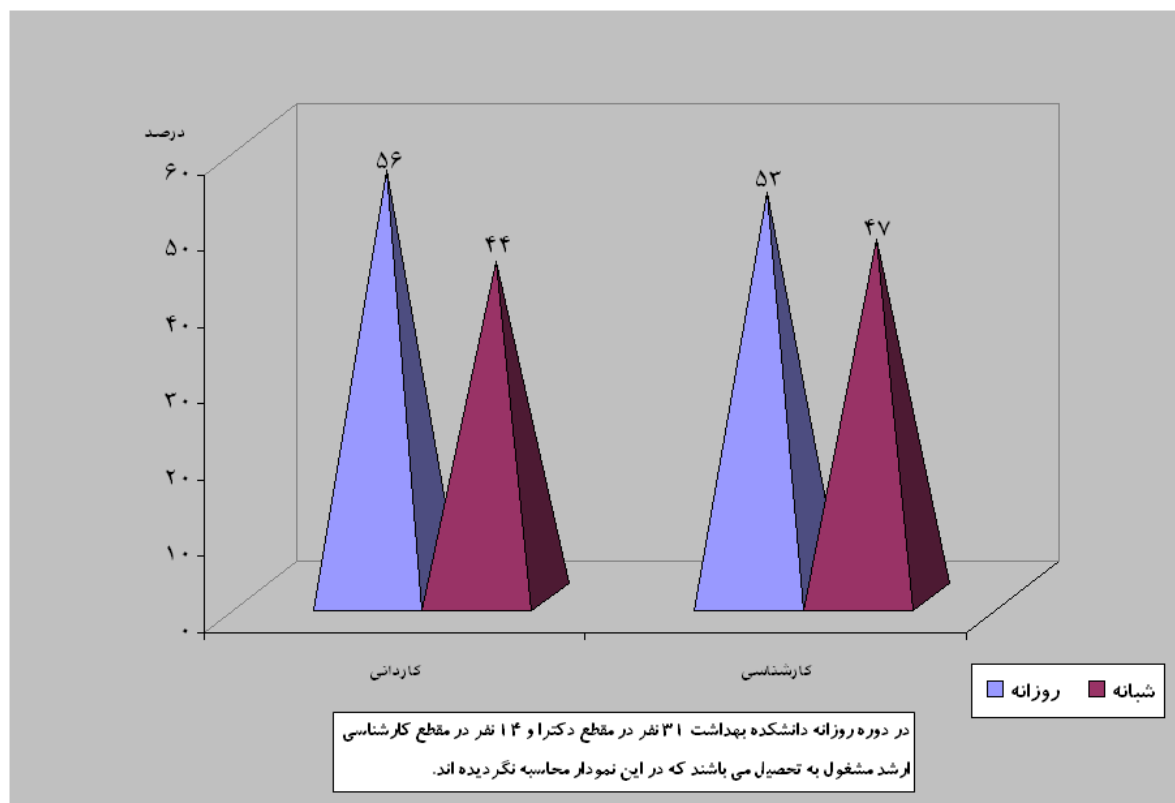 درصد
۶۰
۵۰
۴۰
۳۰
۲۰
۱۰
۰
۵۶
۴۴
۵۳
۴۷
کاردانی
کارشناسی
روزانه
شبانه
در دوره روزانه دانشکده بهداشت ۳۱ نفر در مقطع دکترا و ۱۴ نفر در مقطع کارشناسی
ارشد مشغول به تحصیل می باشند که در این نمودار محاسبه نگردیده اند.